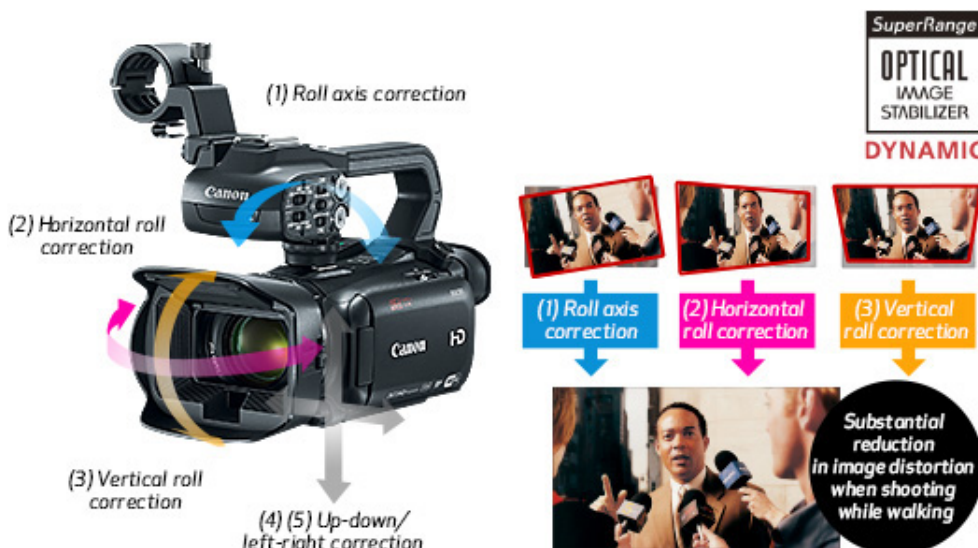 SuperRange
OPTICAL
IMAGE
STABILIZER
DYNAMIC
(1) Roll axis correction
Canon
(2) Horizontal roll
correction
Canon
HD
(3) Vertical roll
correction
(4) (5) Up-down/
left-right correction
(1) Roll axis
correction
(2) Horizontal
roll correction
(3) Vertical
roll correction
Substantial
reduction
in image distortion
when shooting
while walking